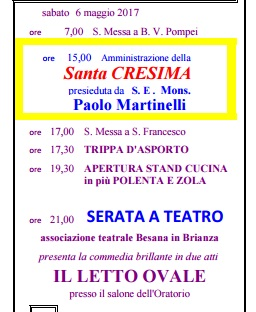 sabato 6 maggio 2017
ore 7,00 S. Messa a B. V. Pompei
ore 15,00 Amministrazione della
Santa CRESIMA
presieduta da S. E. Mons.
Paolo Martinelli
ore 17,00 S. Messa a S. Francesco
ore 17,30 TRIPPA D'ASPORTO
ore 19,30 APERTURA STAND CUCINA
in più POLENTA E ZOLA
ore 21,00 SERATA A TEATRO
associazione teatrale Besana in Brianza
presenta la commedia brillante in due atti
IL LETTO OVALE
presso il salone dell'Oratorio